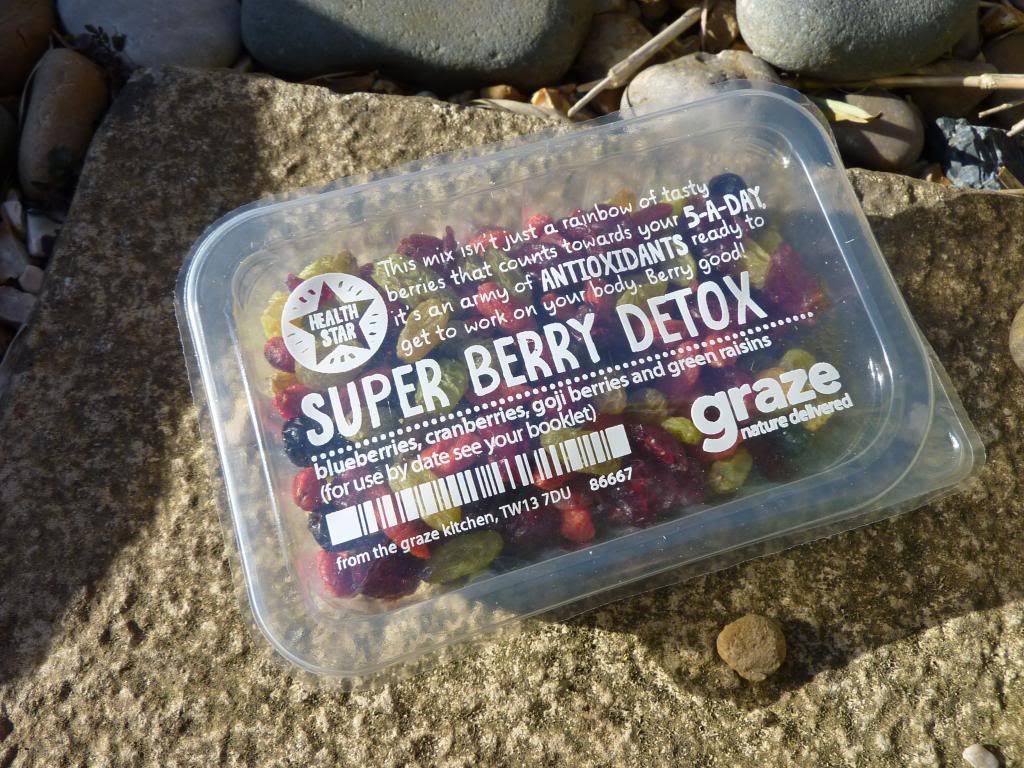 This mix isn't just a rainbow of tasty
berries that counts towards your 5-A-DAY,
it's an army of ANTIOXIDANTS ready to
get to work on your body. Berry good!
HEALTH
STAR
SUPER BERRY DETOX
blueberries, cranberries, goji berries and green raisins
(for use by date see your booklet)
graze
nature delivered
86667
from the graze kitchen, TW13 7DU